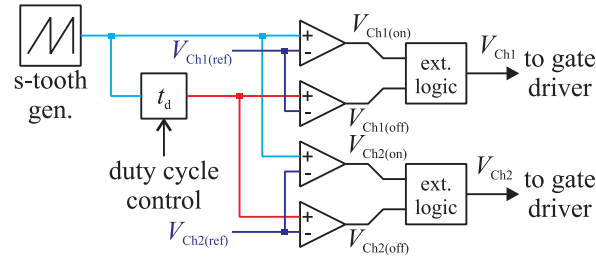 s-tooth
gen.
t_d
duty cycle
control
V_Ch1(ref)
V_Ch2(ref)
+
-
+
-
+
-
+
-
V_Ch1(on)
V_Ch1(off)
V_Ch2(on)
V_Ch2(off)
ext.
logic
ext.
logic
V_Ch1
to gate
driver
V_Ch2
to gate
driver